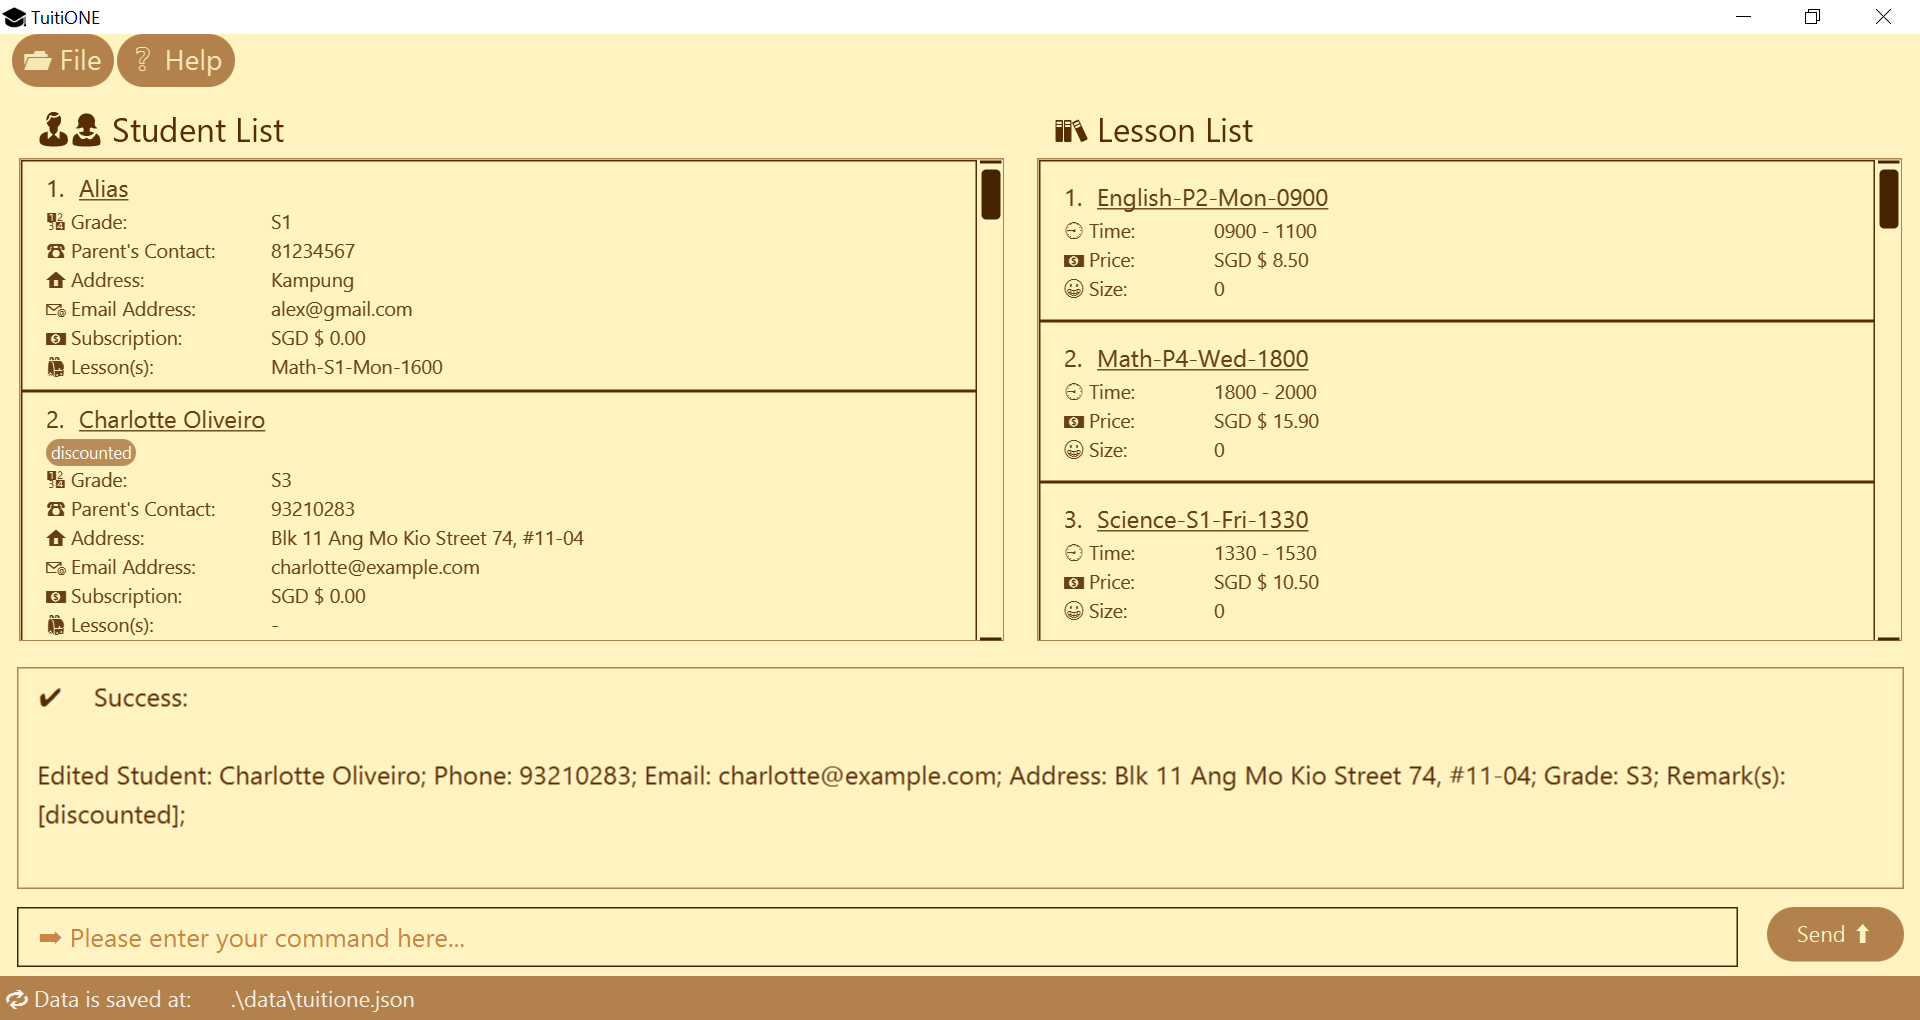 TuitiONE
File Help
Student List
1. Alias
Grade: S1
Parent's Contact: 81234567
Address: Kampung
Email Address: alex@gmail.com
Subscription: SGD $ 0.00
Lesson(s): Math-S1-Mon-1600
2. Charlotte Oliveiro
discounted
Grade: S3
Parent's Contact: 93210283
Address: Blk 11 Ang Mo Kio Street 74, #11-04
Email Address: charlotte@example.com
Subscription: SGD $ 0.00
Lesson(s): -
Lesson List
1. English-P2-Mon-0900
Time: 0900 - 1100
Price: SGD $ 8.50
Size: 0
2. Math-P4-Wed-1800
Time: 1800 - 2000
Price: SGD $ 15.90
Size: 0
3. Science-S1-Fri-1330
Time: 1330 - 1530
Price: SGD $ 10.50
Size: 0
✔ Success:
Edited Student: Charlotte Oliveiro; Phone: 93210283; Email: charlotte@example.com; Address: Blk 11 Ang Mo Kio Street 74, #11-04; Grade: S3; Remark(s):
[discounted];
➡ Please enter your command here...
Send ⬆
Data is saved at: .\data\tuitione.json